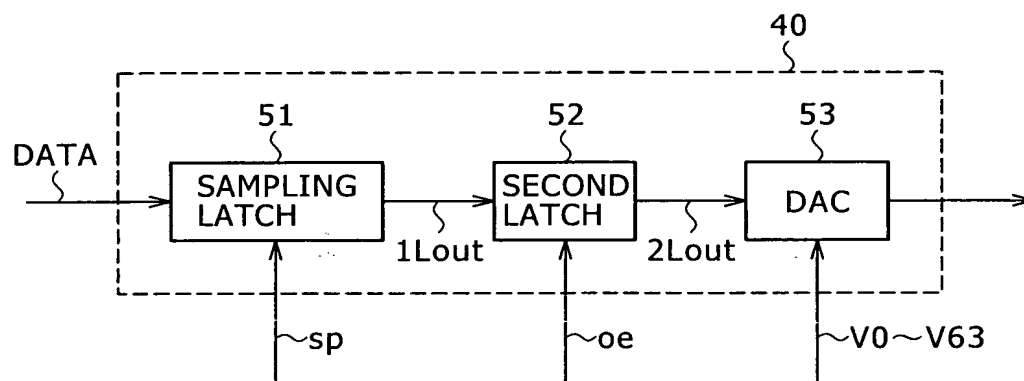 40
51
52
53
DATA
SAMPLING
LATCH
SECOND
LATCH
DAC
1Lout
2Lout
sp
oe
V0~V63